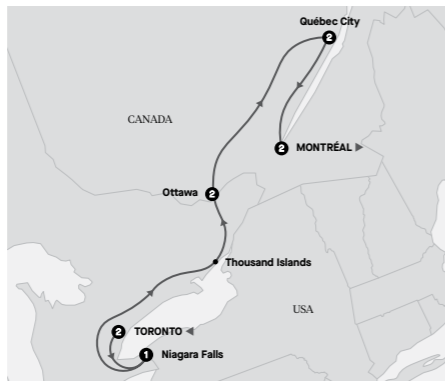 Québec City
2
CANADA
2 MONTRÉAL ▶
Ottawa 2
Thousand Islands
USA
2 TORONTO ◀
1 Niagara Falls